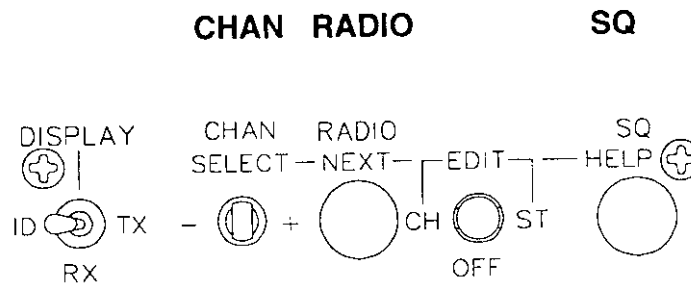 CHAN RADIO SQ
DISPLAY CHAN RADIO SQ
SELECT NEXT EDIT HELP
ID TX - + CH ST
RX OFF